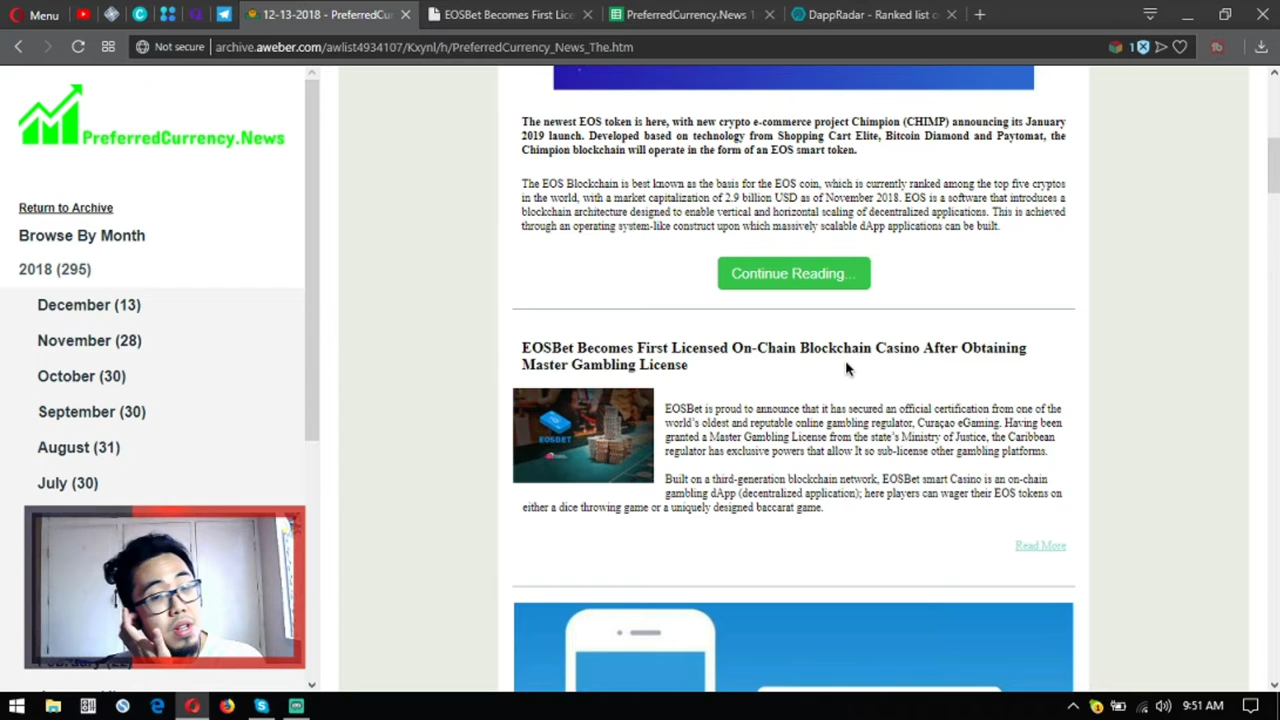 Menu
12-13-2018 - PreferredCur
EOSBet Becomes First Lice
PreferredCurrency.News 1
DappRadar - Ranked list o
Not secure
archive.aweber.com/awlist4934107/Kxynl/h/PreferredCurrency_News_The.htm
1
PreferredCurrency.News
Return to Archive
Browse By Month
2018 (295)
December (13)
November (28)
October (30)
September (30)
August (31)
July (30)
The newest EOS token is here, with new crypto e-commerce project Chimpion (CHIMP) announcing its January
2019 launch. Developed based on technology from Shopping Cart Elite, Bitcoin Diamond and Paytomat, the
Chimpion blockchain will operate in the form of an EOS smart token.
The EOS Blockchain is best known as the basis for the EOS coin, which is currently ranked among the top five cryptos
in the world, with a market capitalization of 2.9 billion USD as of November 2018. EOS is a software that introduces a
blockchain architecture designed to enable vertical and horizontal scaling of decentralized applications. This is achieved
through an operating system-like construct upon which massively scalable dApp applications can be built.
Continue Reading...
EOSBet Becomes First Licensed On-Chain Blockchain Casino After Obtaining
Master Gambling License
EOSBET
EOSBet is proud to announce that it has secured an official certification from one of the
world's oldest and reputable online gambling regulator, Curaçao eGaming. Having been
granted a Master Gambling License from the state's Ministry of Justice, the Caribbean
regulator has exclusive powers that allow It so sub-license other gambling platforms.
Built on a third-generation blockchain network, EOSBet smart Casino is an on-chain
gambling dApp (decentralized application); here players can wager their EOS tokens on
either a dice throwing game or a uniquely designed baccarat game.
Read More
9:51 AM